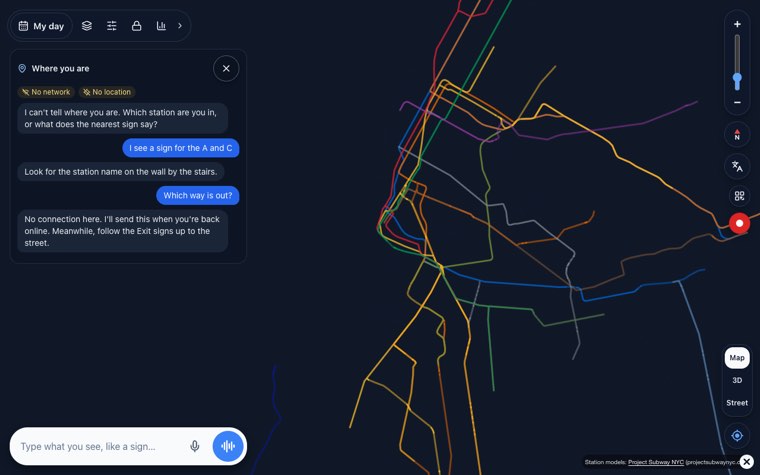 My day
Where you are
No network
No location
I can't tell where you are. Which station are you in,
or what does the nearest sign say?
I see a sign for the A and C
Look for the station name on the wall by the stairs.
Which way is out?
No connection here. I'll send this when you're back
online. Meanwhile, follow the Exit signs up to the
street.
Type what you see, like a sign...
N
Map
3D
Street
Station models: Project Subway NYC (projectsubwaynyc.c